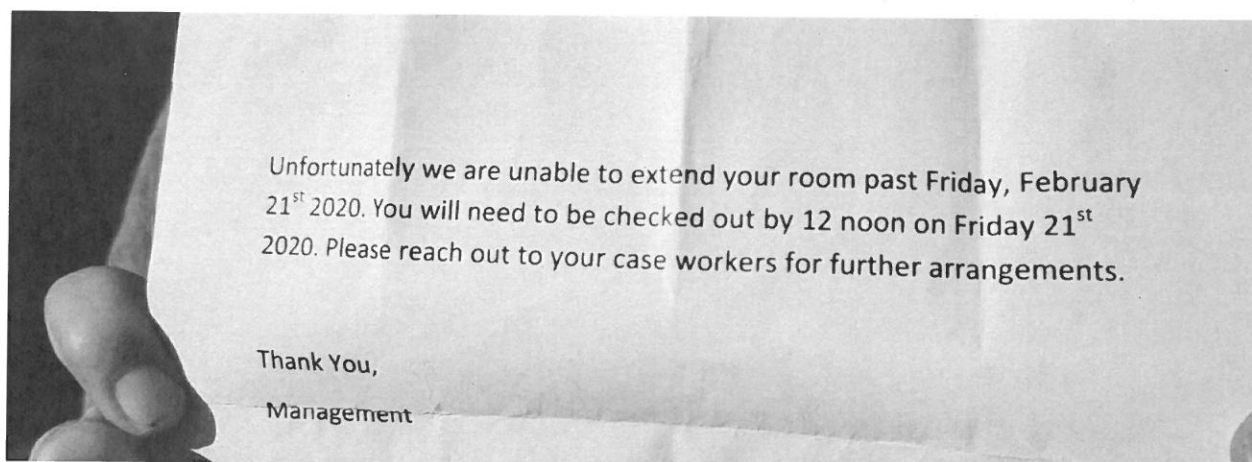 Unfortunately we are unable to extend your room past Friday, February
21st 2020. You will need to be checked out by 12 noon on Friday 21st
2020. Please reach out to your case workers for further arrangements.
Thank You,
Management